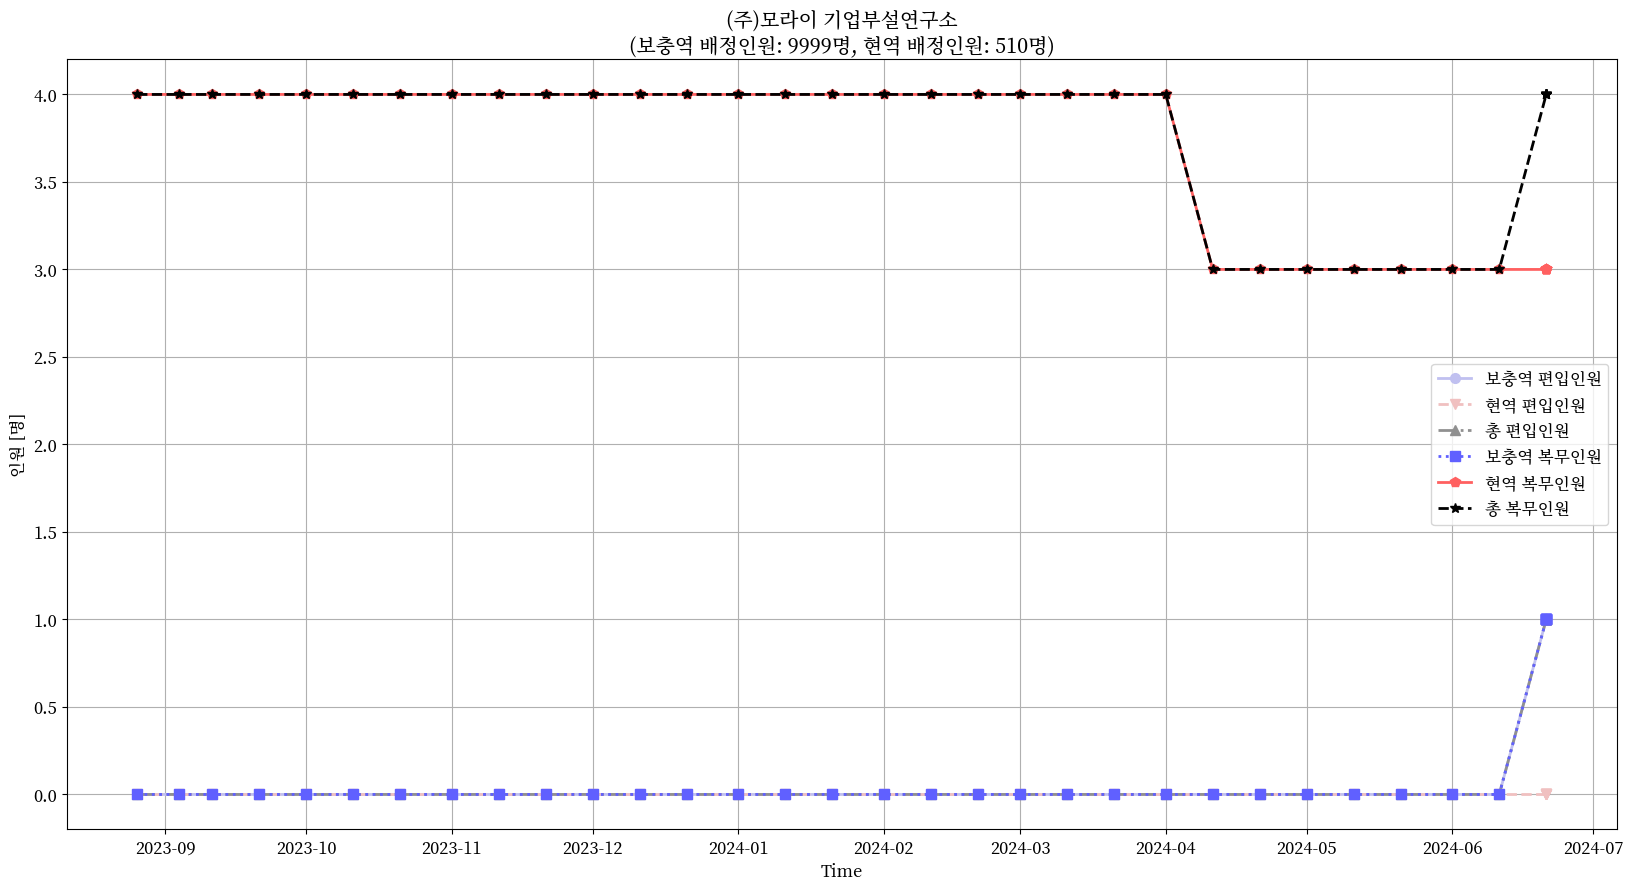 (주)모라이 기업부설연구소
(보충역 배정인원: 9999명, 현역 배정인원: 510명)
4.0
3.5
3.0
2.5
2.0
1.5
1.0
0.5
0.0
인원 [명]
보충역 편입인원
현역 편입인원
총 편입인원
보충역 복무인원
현역 복무인원
총 복무인원
2023-09 2023-10 2023-11 2023-12 2024-01 2024-02 2024-03 2024-04 2024-05 2024-06 2024-07
Time